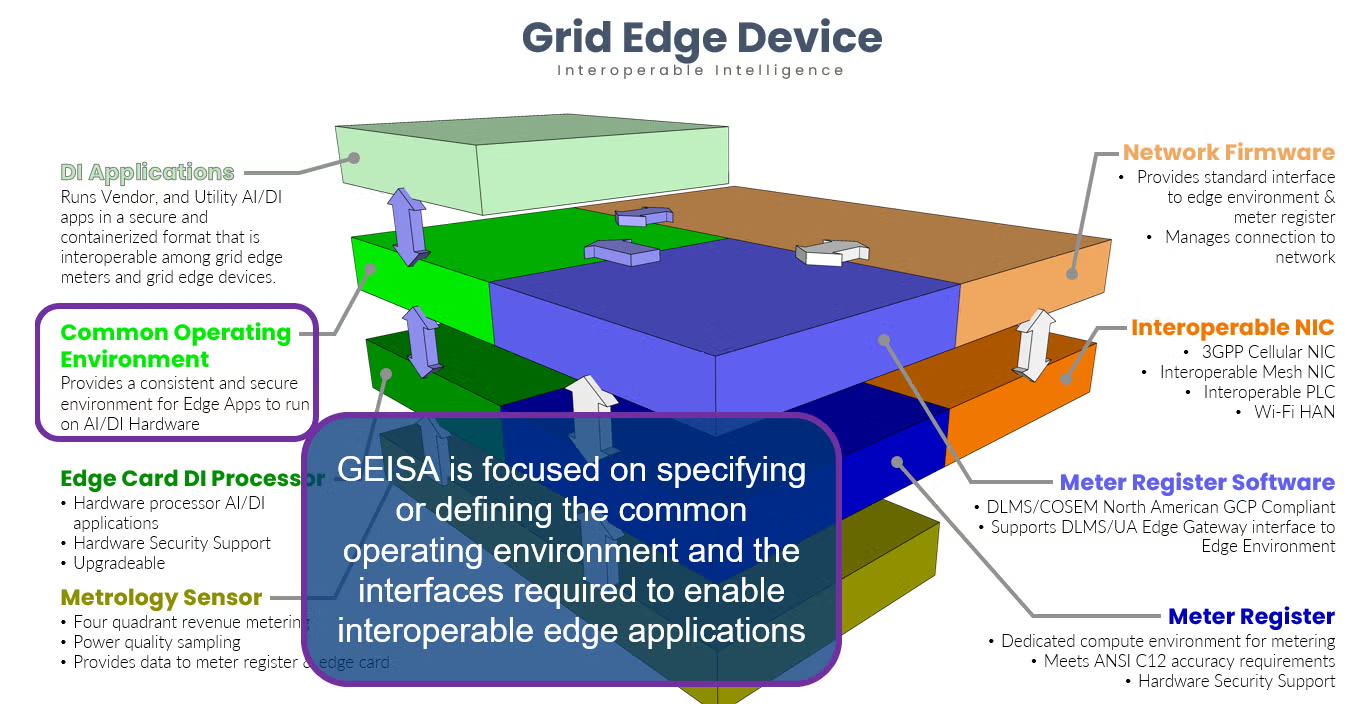 Grid Edge Device
Interoperable Intelligence
DI Applications
Runs Vendor, and Utility AI/DI
apps in a secure and
containerized format that is
interoperable among grid edge
meters and grid edge devices.
Common Operating
Environment
Provides a consistent and secure
environment for Edge Apps to run
on AI/DI Hardware
Edge Card DI Processor
• Hardware processor AI/DI
applications
• Hardware Security Support
• Upgradeable
Metrology Sensor
• Four quadrant revenue metering
• Power quality sampling
• Provides data to meter register & edge card
GEISA is focused on specifying
or defining the common
operating environment and the
interfaces required to enable
interoperable edge applications
Network Firmware
• Provides standard interface
to edge environment &
meter register
• Manages connection to
network
Interoperable NIC
• 3GPP Cellular NIC
• Interoperable Mesh NIC
• Interoperable PLC
• Wi-Fi HAN
Meter Register Software
• DLMS/COSEM North American GCP Compliant
• Supports DLMS/UA Edge Gateway interface to
Edge Environment
Meter Register
• Dedicated compute environment for metering
• Meets ANSI C12 accuracy requirements
• Hardware Security Support